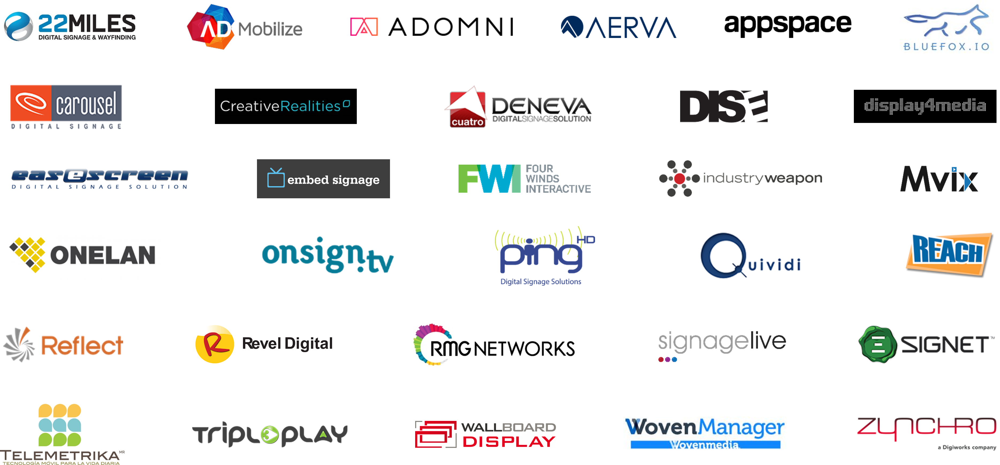 22MILES
DIGITAL SIGNAGE & WAYFINDING
AD Mobilize
ADOMNI
AERVA
appspace
BLUEFOX.IO
carousel
DIGITAL SIGNAGE
CreativeRealities
cuatro
DENEVA
DIGITALSIGNAGESOLUTION
DISE
display4media
easescreen
DIGITAL SIGNAGE SOLUTION
embed signage
FWI
FOUR
WINDS
INTERACTIVE
industryweapon
Mvix
ONELAN
onsign.tv
ping HD
Digital Signage Solutions
Quividi
REACH
Reflect
R
Revel Digital
RMG NETWORKS
signagelive
SIGNET™
TELEMETRIKA MR
TECNOLOGÍA MÓVIL PARA LA VIDA DIARIA
TRIPLEPLAY
WALLBOARD
DISPLAY
WovenManager
Wovenmedia
ZYNCHRO
a Digiworks company